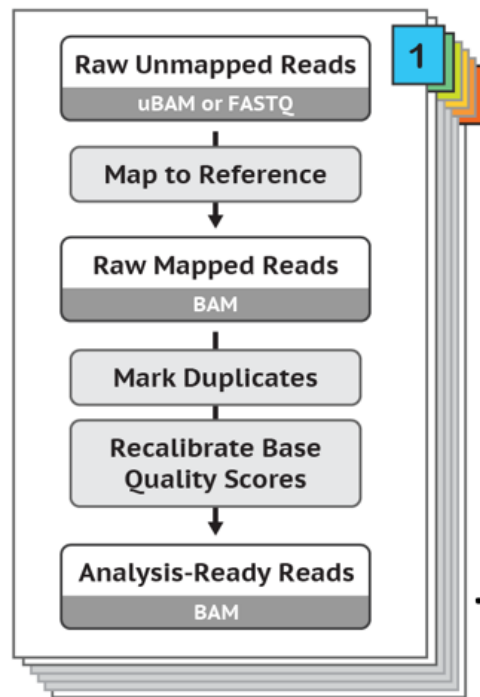 1
Raw Unmapped Reads
uBAM or FASTQ
Map to Reference
Raw Mapped Reads
BAM
Mark Duplicates
Recalibrate Base
Quality Scores
Analysis-Ready Reads
BAM